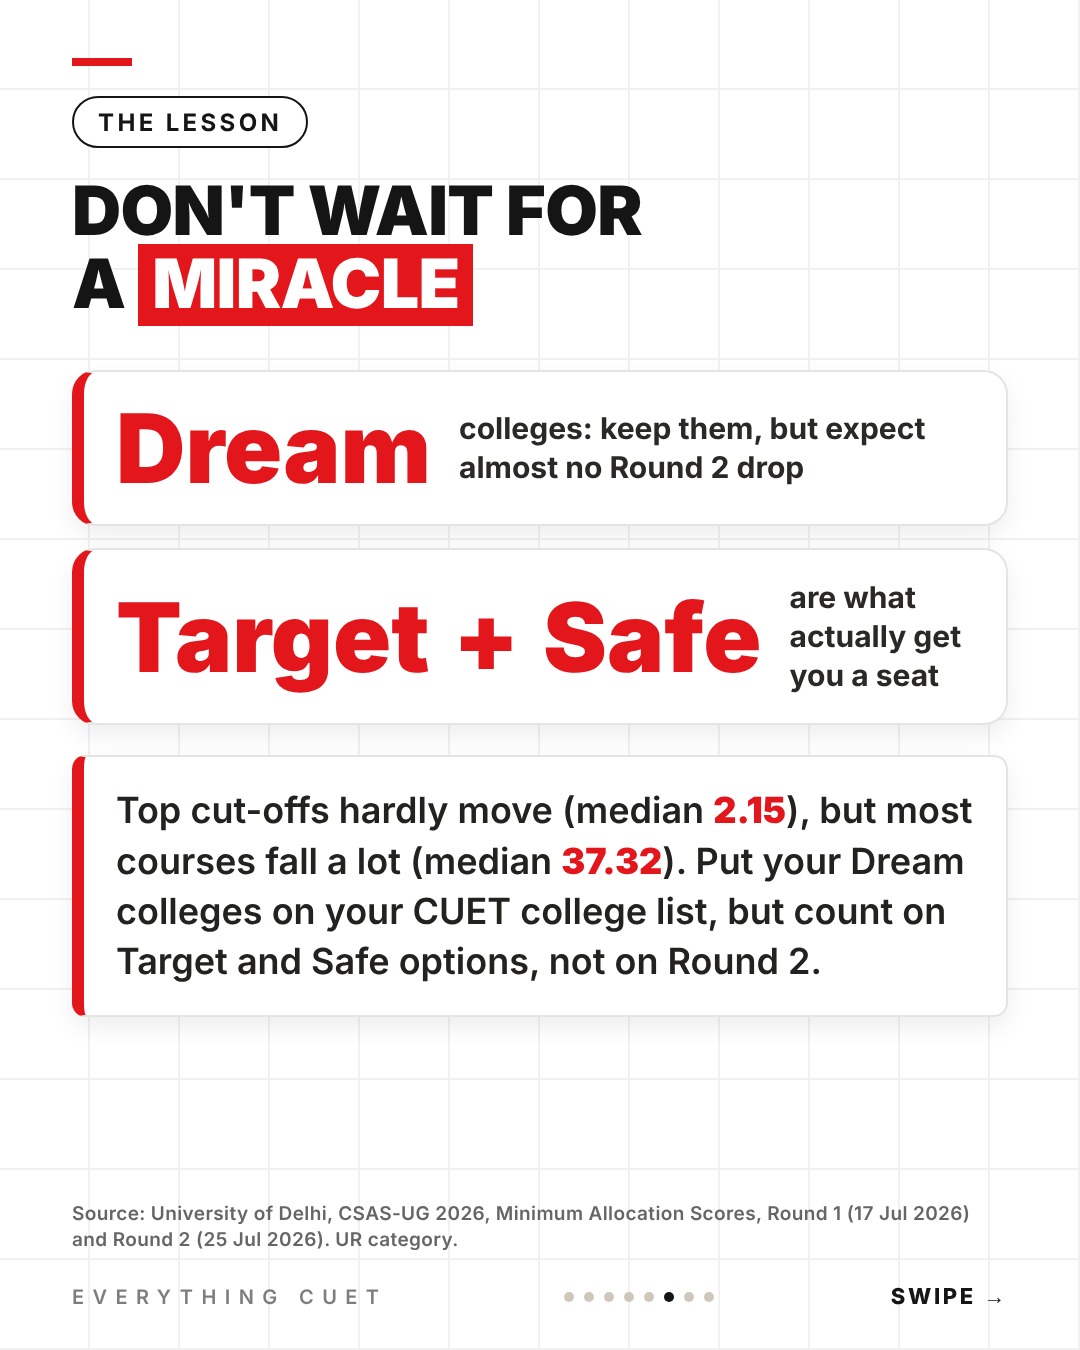 THE LESSON
DON'T WAIT FOR
A MIRACLE
Dream
colleges: keep them, but expect
almost no Round 2 drop
Target + Safe
are what
actually get
you a seat
Top cut-offs hardly move (median 2.15), but most
courses fall a lot (median 37.32). Put your Dream
colleges on your CUET college list, but count on
Target and Safe options, not on Round 2.
Source: University of Delhi, CSAS-UG 2026, Minimum Allocation Scores, Round 1 (17 Jul 2026)
and Round 2 (25 Jul 2026). UR category.
EVERYTHING CUET
SWIPE →